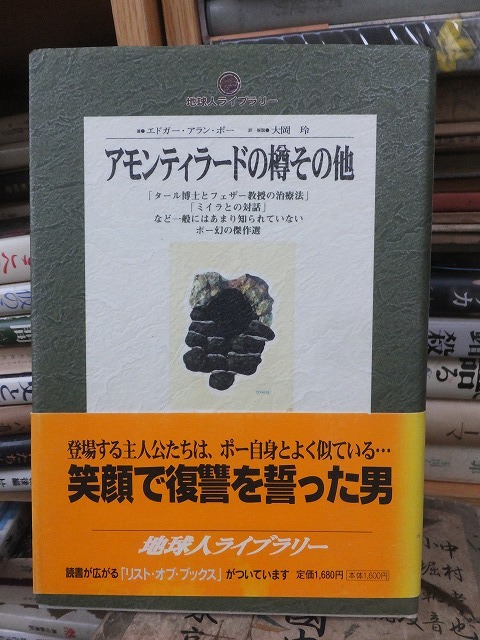 地球人ライブラリー
著●エドガー・アラン・ポー 訳・解説●大岡 玲
アモンティラードの樽その他
「タール博士とフェザー教授の治療法」
「ミイラとの対話」
など一般にはあまり知られていない
ポー幻の傑作選
登場する主人公たちは、ポー自身とよく似ている…
笑顔で復讐を誓った男
地球人ライブラリー
読書が広がる「リスト・オブ・ブックス」がついています 定価1,680円 本体1,600円